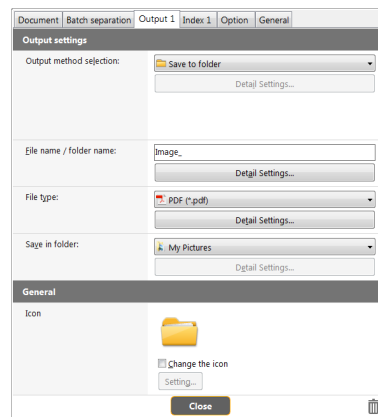 Document Batch separation Output 1 Index 1 Option General
Output settings
Output method selection: Save to folder
Detail Settings...
File name / folder name: Image_
Detail Settings...
File type: PDF (*.pdf)
Detail Settings...
Save in folder: My Pictures
Detail Settings...
General
Icon
Change the icon
Setting...
Close